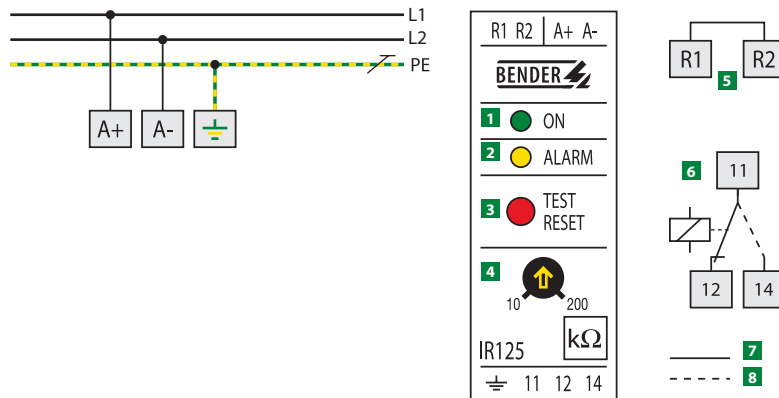 L1
L2
PE
A+ A-
R1 R2 A+ A-
BENDER
1 ON
2 ALARM
3 TEST
RESET
4
10 200
kΩ
IR125
11 12 14
R1 R2
5
6 11
12 14
7
8